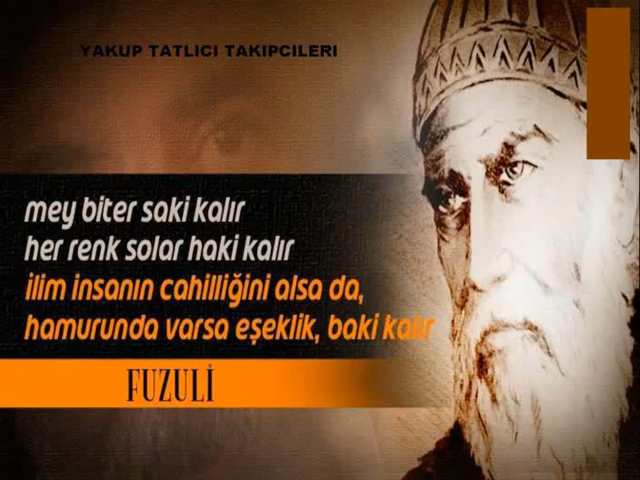 YAKUP TATLICI TAKIPCILERI
mey biter saki kalır
her renk solar haki kalır
ilim insanın cahilliğini alsa da,
hamurunda varsa eşeklik, baki kalır
FUZULİ